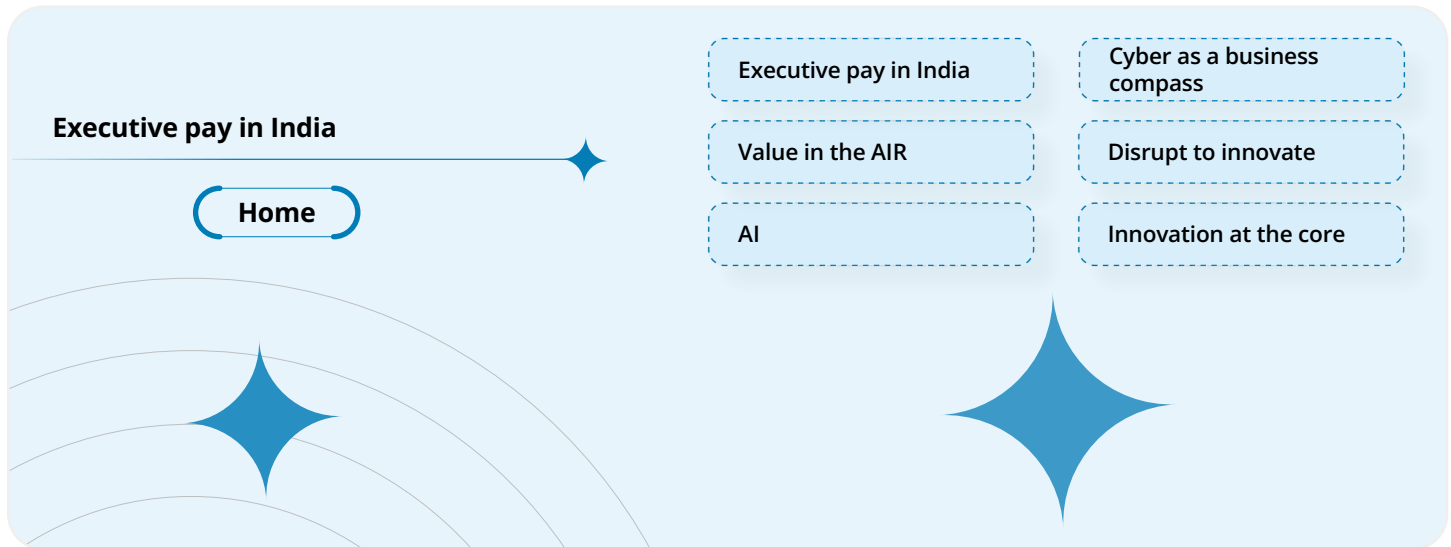 Executive pay in India
Home
Executive pay in India
Cyber as a business
compass
Value in the AIR
Disrupt to innovate
AI
Innovation at the core